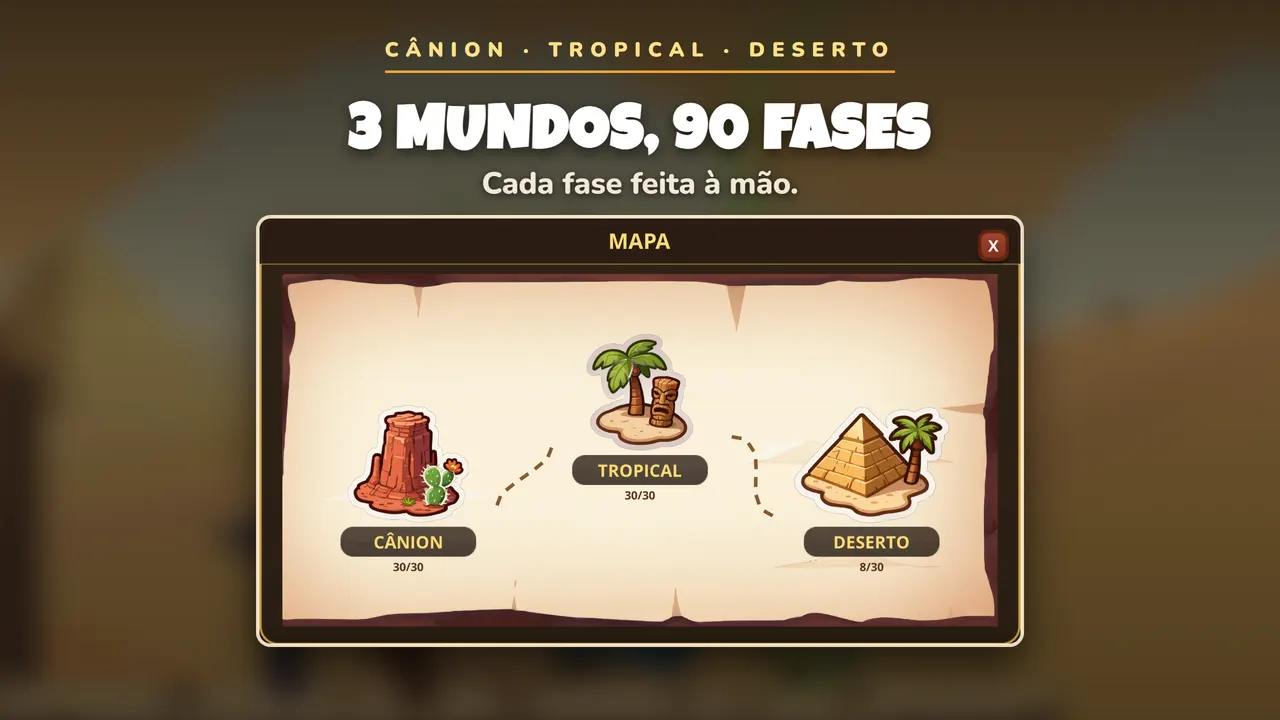 CÂNION · TROPICAL · DESERTO
3 MUNDOS, 90 FASES
Cada fase feita à mão.
MAPA
X
TROPICAL
30/30
CÂNION
30/30
DESERTO
8/30